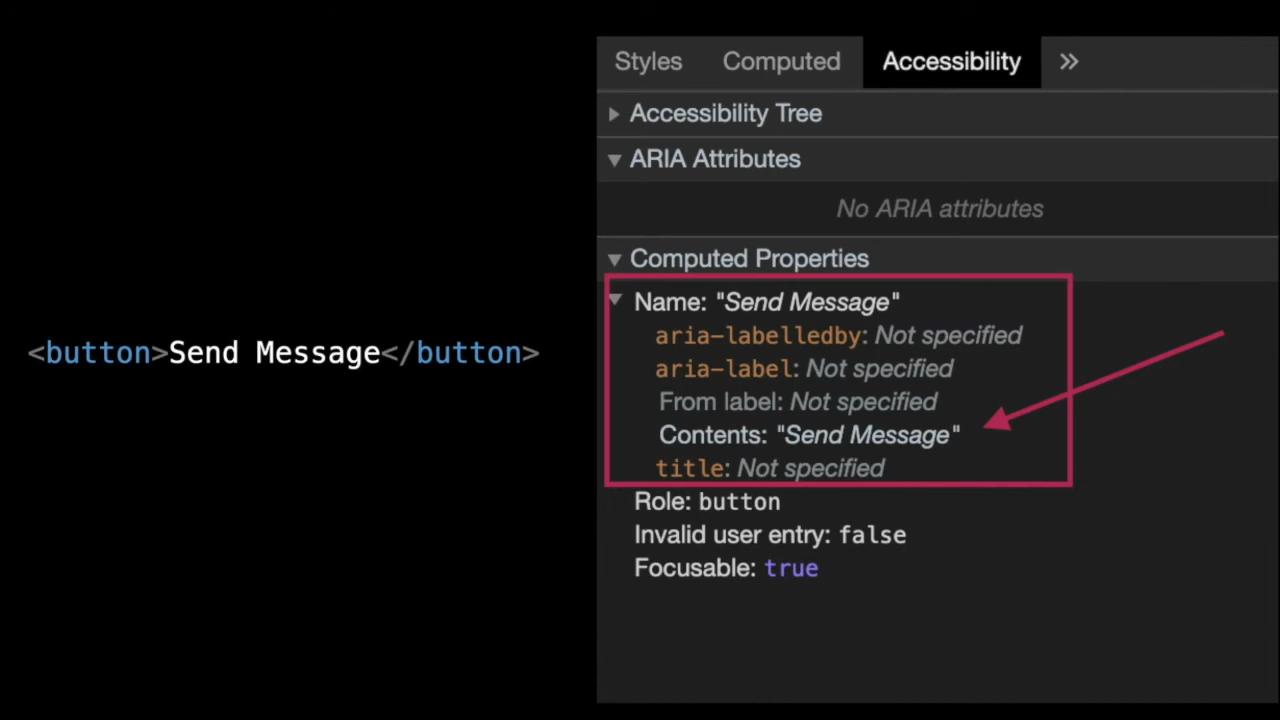 <button>Send Message</button>
Styles Computed Accessibility »
Accessibility Tree
ARIA Attributes
No ARIA attributes
Computed Properties
Name: "Send Message"
aria-labelledby: Not specified
aria-label: Not specified
From label: Not specified
Contents: "Send Message"
title: Not specified
Role: button
Invalid user entry: false
Focusable: true